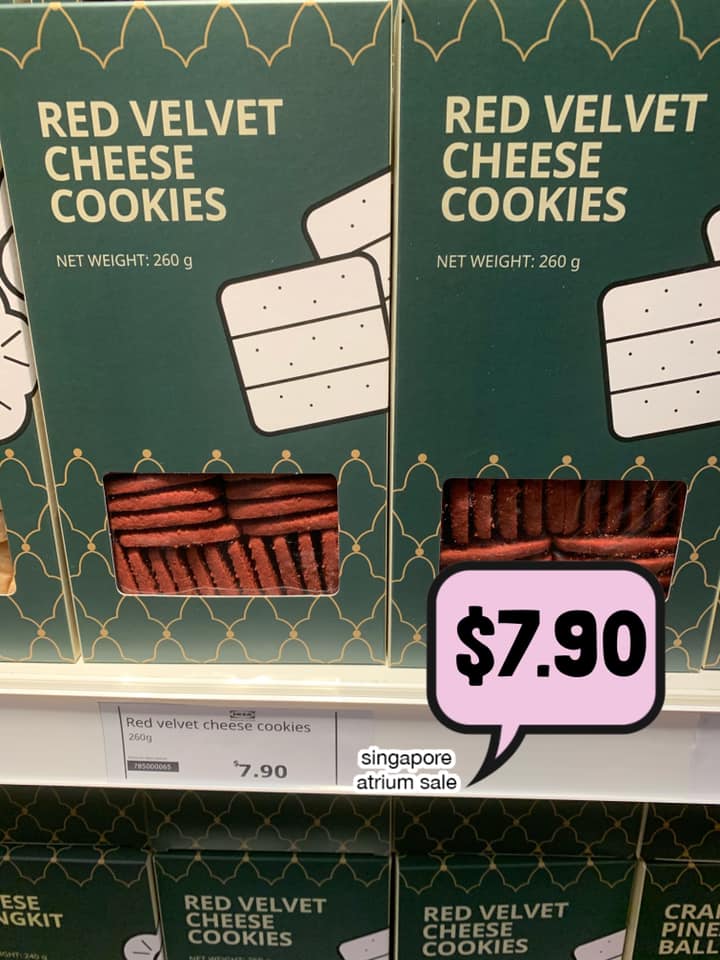 RED VELVET
CHEESE
COOKIES
NET WEIGHT: 260 g
RED VELVET
CHEESE
COOKIES
NET WEIGHT: 260 g
$7.90
singapore
atrium sale
IKEA
Red velvet cheese cookies
260g
785000065
$7.90
ESE
NGKIT
RED VELVET
CHEESE
COOKIES
RED VELVET
CHEESE
COOKIES
CRA
PINE
BALL